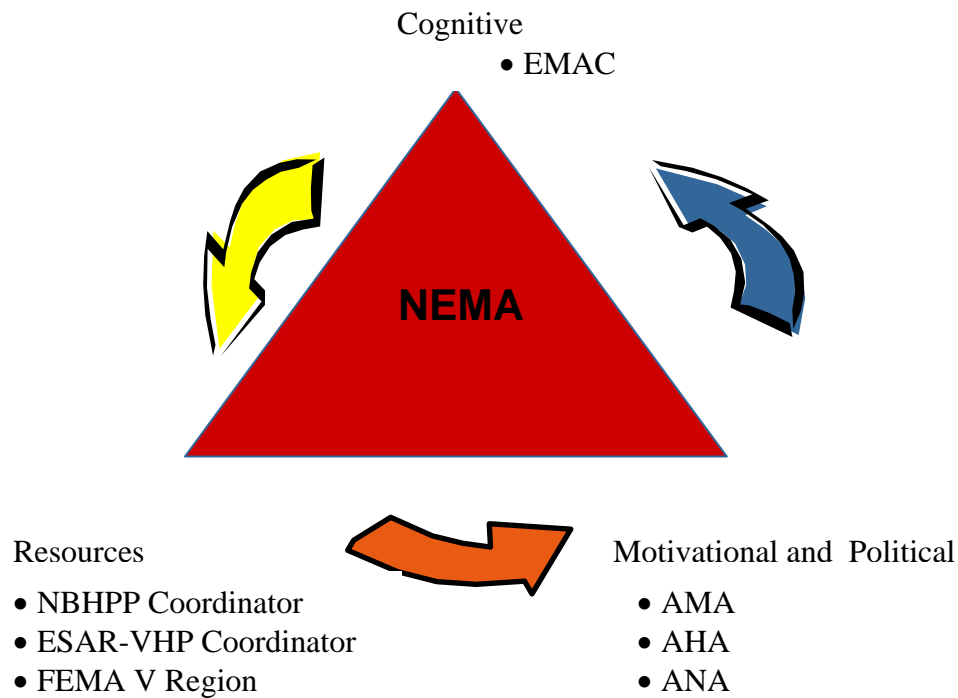 Cognitive
• EMAC
NEMA
Resources
• NBHPP Coordinator
• ESAR-VHP Coordinator
• FEMA V Region
Motivational and Political
• AMA
• AHA
• ANA